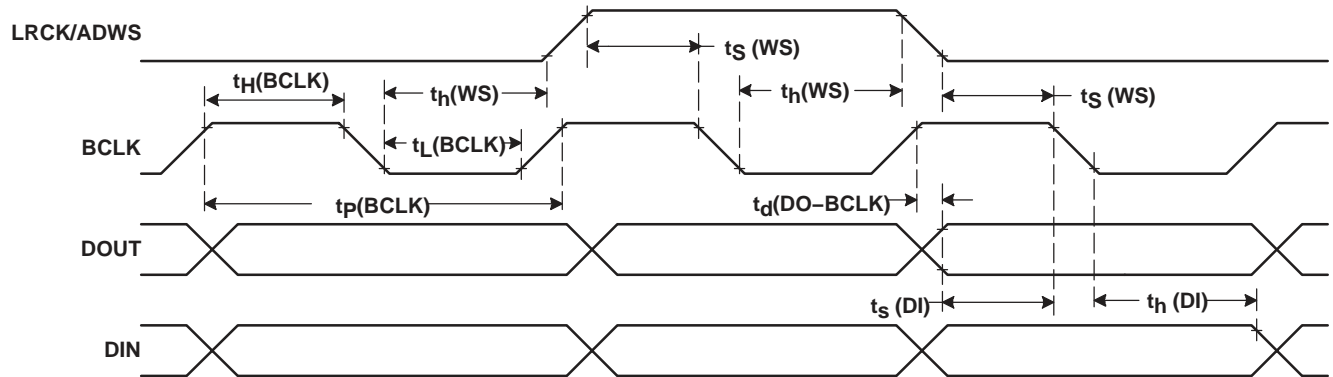 LRCK/ADWS
tS (WS)
tH(BCLK)
th(WS)
th(WS)
tS (WS)
BCLK
tL(BCLK)
tP(BCLK)
td(DO−BCLK)
DOUT
ts (DI)
th (DI)
DIN